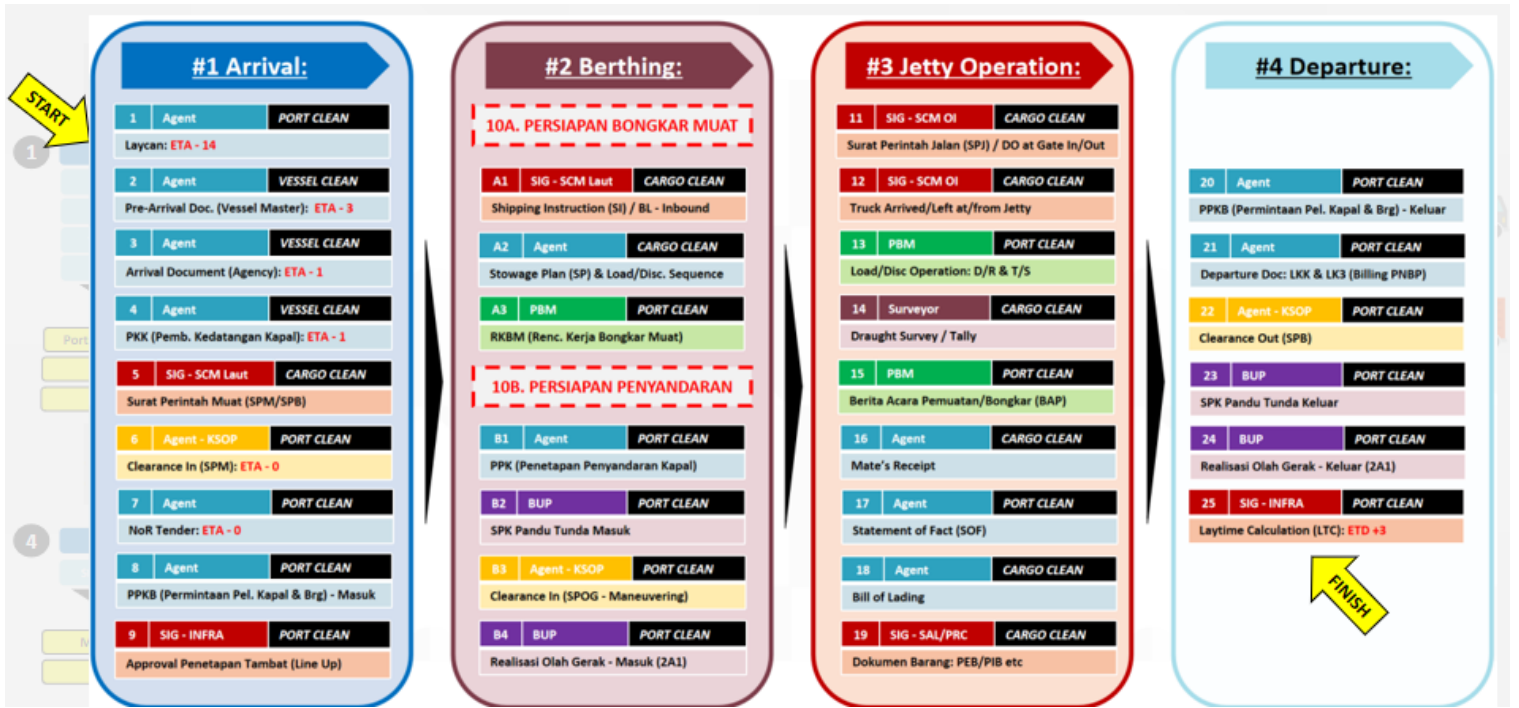 START
#1 Arrival:
1 Agent PORT CLEAN
Laycan: ETA - 14
2 Agent VESSEL CLEAN
Pre-Arrival Doc. (Vessel Master): ETA - 3
3 Agent VESSEL CLEAN
Arrival Document (Agency): ETA - 1
4 Agent VESSEL CLEAN
PKK (Pemb. Kedatangan Kapal): ETA - 1
5 SIG - SCM Laut CARGO CLEAN
Surat Perintah Muat (SPM/SPB)
6 Agent - KSOP PORT CLEAN
Clearance In (SPM): ETA - 0
7 Agent PORT CLEAN
NoR Tender: ETA - 0
8 Agent PORT CLEAN
PPKB (Permintaan Pel. Kapal & Brg) - Masuk
9 SIG - INFRA PORT CLEAN
Approval Penetapan Tambat (Line Up)
#2 Berthing:
10A. PERSIAPAN BONGKAR MUAT
A1 SIG - SCM Laut CARGO CLEAN
Shipping Instruction (SI) / BL - Inbound
A2 Agent CARGO CLEAN
Stowage Plan (SP) & Load/Disc. Sequence
A3 PBM PORT CLEAN
RKBM (Renc. Kerja Bongkar Muat)
10B. PERSIAPAN PENYANDARAN
B1 Agent PORT CLEAN
PPK (Penetapan Penyandaran Kapal)
B2 BUP PORT CLEAN
SPK Pandu Tunda Masuk
B3 Agent - KSOP PORT CLEAN
Clearance In (SPOG - Maneuvering)
B4 BUP PORT CLEAN
Realisasi Olah Gerak - Masuk (2A1)
#3 Jetty Operation:
11 SIG - SCM OI CARGO CLEAN
Surat Perintah Jalan (SPJ) / DO at Gate In/Out
12 SIG - SCM OI CARGO CLEAN
Truck Arrived/Left at/from Jetty
13 PBM PORT CLEAN
Load/Disc Operation: D/R & T/S
14 Surveyor CARGO CLEAN
Draught Survey / Tally
15 PBM PORT CLEAN
Berita Acara Pemuatan/Bongkar (BAP)
16 Agent CARGO CLEAN
Mate's Receipt
17 Agent PORT CLEAN
Statement of Fact (SOF)
18 Agent CARGO CLEAN
Bill of Lading
19 SIG - SAL/PRC CARGO CLEAN
Dokumen Barang: PEB/PIB etc
#4 Departure:
20 Agent PORT CLEAN
PPKB (Permintaan Pel. Kapal & Brg) - Keluar
21 Agent PORT CLEAN
Departure Doc: LKK & LK3 (Billing PNBP)
22 Agent - KSOP PORT CLEAN
Clearance Out (SPB)
23 BUP PORT CLEAN
SPK Pandu Tunda Keluar
24 BUP PORT CLEAN
Realisasi Olah Gerak - Keluar (2A1)
25 SIG - INFRA PORT CLEAN
Laytime Calculation (LTC): ETD +3
FINISH
1
Port
4
M